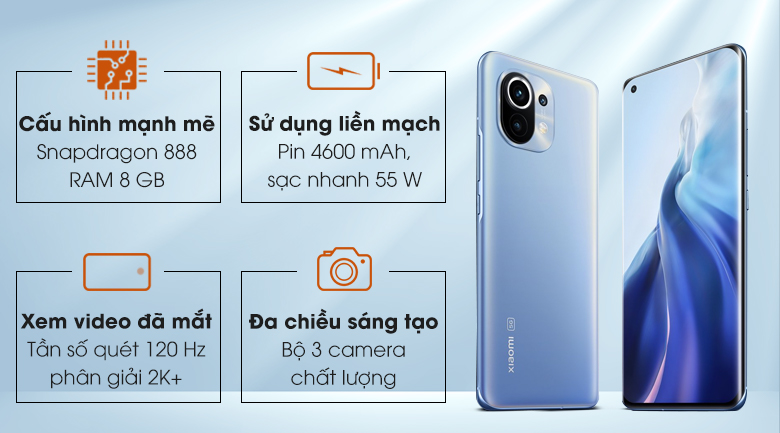 Cấu hình mạnh mẽ
Snapdragon 888
RAM 8 GB
Sử dụng liền mạch
Pin 4600 mAh,
sạc nhanh 55 W
Xem video đã mắt
Tần số quét 120 Hz
phân giải 2K+
Đa chiều sáng tạo
Bộ 3 camera
chất lượng
xiaomi 5G